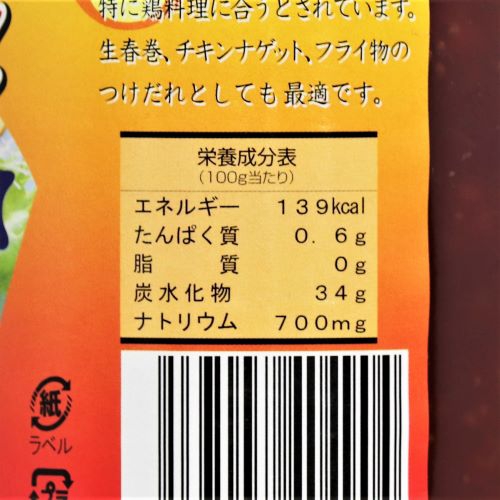 特に鶏料理に合うとされています。
生春巻、チキンナゲット、フライ物の
つけだれとしても最適です。
栄養成分表
（100g当たり）
エネルギー 139kcal
たんぱく質 0.6g
脂質 0g
炭水化物 34g
ナトリウム 700mg
紙
ラベル